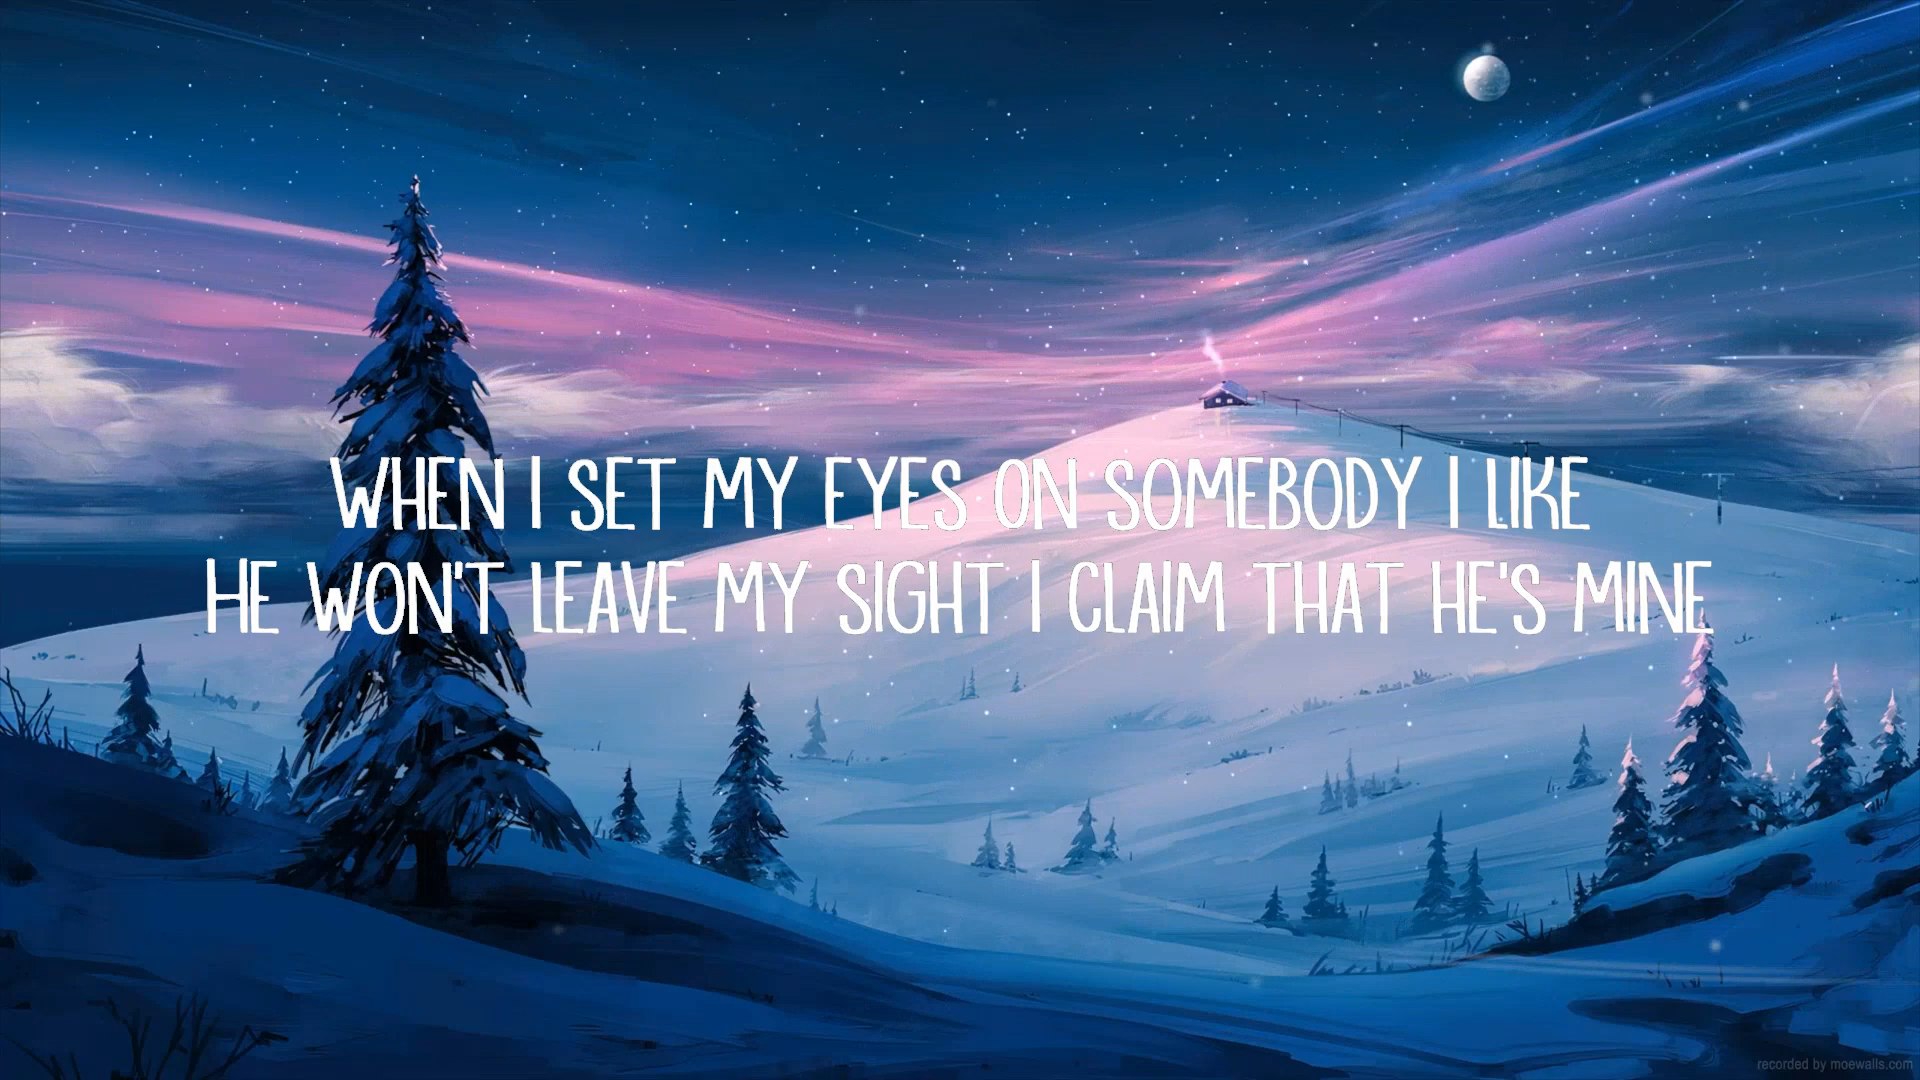 WHEN I SET MY EYES ON SOMEBODY I LIKE
HE WON'T LEAVE MY SIGHT I CLAIM THAT HE'S MINE
recorded by moewalls.com